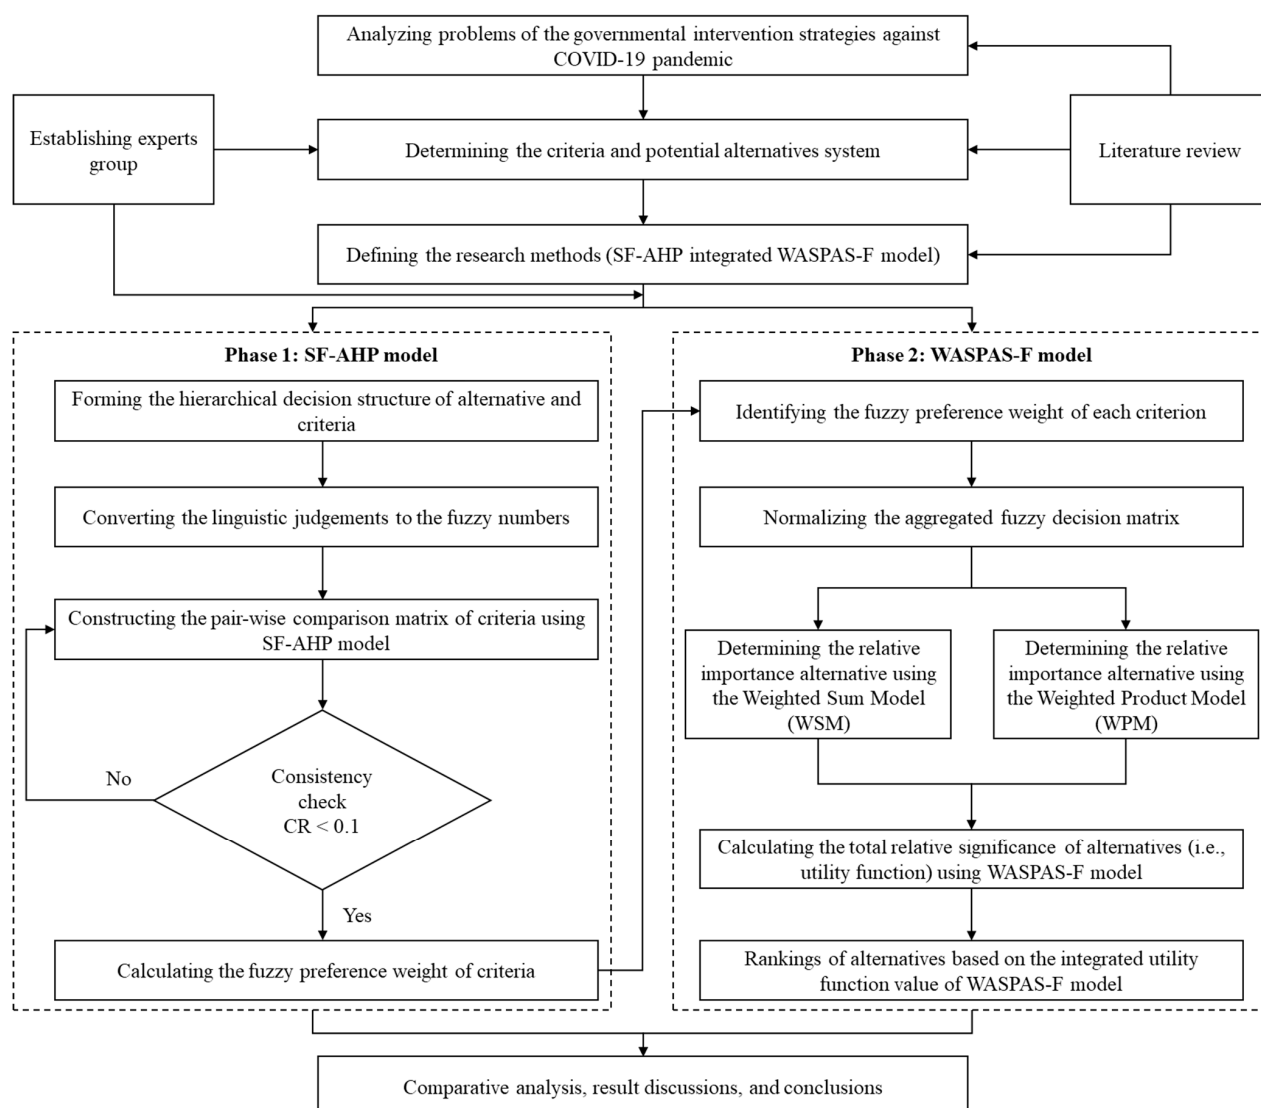 Analyzing problems of the governmental intervention strategies against
COVID-19 pandemic
Establishing experts
group
Determining the criteria and potential alternatives system
Literature review
Defining the research methods (SF-AHP integrated WASPAS-F model)
Phase 1: SF-AHP model
Forming the hierarchical decision structure of alternative and
criteria
Converting the linguistic judgements to the fuzzy numbers
Constructing the pair-wise comparison matrix of criteria using
SF-AHP model
No
Consistency
check
CR < 0.1
Yes
Calculating the fuzzy preference weight of criteria
Phase 2: WASPAS-F model
Identifying the fuzzy preference weight of each criterion
Normalizing the aggregated fuzzy decision matrix
Determining the relative
importance alternative using
the Weighted Sum Model
(WSM)
Determining the relative
importance alternative using
the Weighted Product Model
(WPM)
Calculating the total relative significance of alternatives (i.e.,
utility function) using WASPAS-F model
Rankings of alternatives based on the integrated utility
function value of WASPAS-F model
Comparative analysis, result discussions, and conclusions